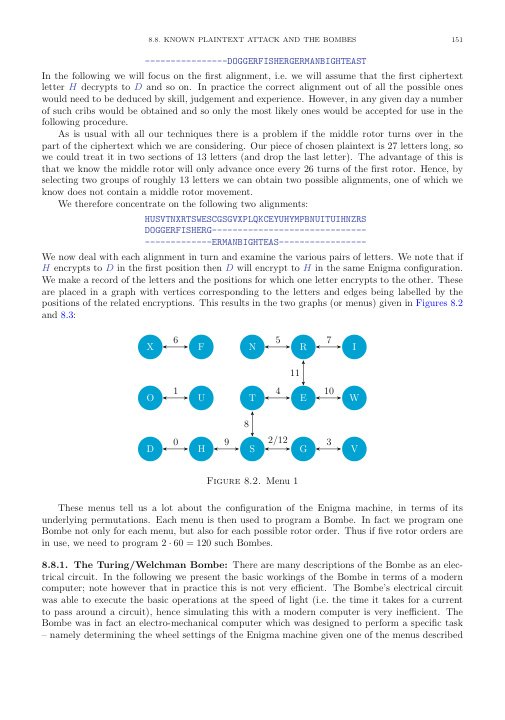 8.8. KNOWN PLAINTEXT ATTACK AND THE BOMBES 151
----------------DOGGERFISHERGERMANBIGHTEAST
In the following we will focus on the first alignment, i.e. we will assume that the first ciphertext
letter H decrypts to D and so on. In practice the correct alignment out of all the possible ones
would need to be deduced by skill, judgement and experience. However, in any given day a number
of such cribs would be obtained and so only the most likely ones would be accepted for use in the
following procedure.
As is usual with all our techniques there is a problem if the middle rotor turns over in the
part of the ciphertext which we are considering. Our piece of chosen plaintext is 27 letters long, so
we could treat it in two sections of 13 letters (and drop the last letter). The advantage of this is
that we know the middle rotor will only advance once every 26 turns of the first rotor. Hence, by
selecting two groups of roughly 13 letters we can obtain two possible alignments, one of which we
know does not contain a middle rotor movement.
We therefore concentrate on the following two alignments:
HUSVTNXRTSWESCGSGVXPLQKCEYUHYMPBNUITUIHNZRS
DOGGERFISHERG------------------------------
-------------ERMANBIGHTEAS-----------------
We now deal with each alignment in turn and examine the various pairs of letters. We note that if
H encrypts to D in the first position then D will encrypt to H in the same Enigma configuration.
We make a record of the letters and the positions for which one letter encrypts to the other. These
are placed in a graph with vertices corresponding to the letters and edges being labelled by the
positions of the related encryptions. This results in the two graphs (or menus) given in Figures 8.2
and 8.3:
X 6 F N 5 R 7 I
11
O 1 U T 4 E 10 W
8
D 0 H 9 S 2/12 G 3 V
FIGURE 8.2. Menu 1
These menus tell us a lot about the configuration of the Enigma machine, in terms of its
underlying permutations. Each menu is then used to program a Bombe. In fact we program one
Bombe not only for each menu, but also for each possible rotor order. Thus if five rotor orders are
in use, we need to program 2 · 60 = 120 such Bombes.
8.8.1. The Turing/Welchman Bombe: There are many descriptions of the Bombe as an elec-
trical circuit. In the following we present the basic workings of the Bombe in terms of a modern
computer; note however that in practice this is not very efficient. The Bombe's electrical circuit
was able to execute the basic operations at the speed of light (i.e. the time it takes for a current
to pass around a circuit), hence simulating this with a modern computer is very inefficient. The
Bombe was in fact an electro-mechanical computer which was designed to perform a specific task
– namely determining the wheel settings of the Enigma machine given one of the menus described